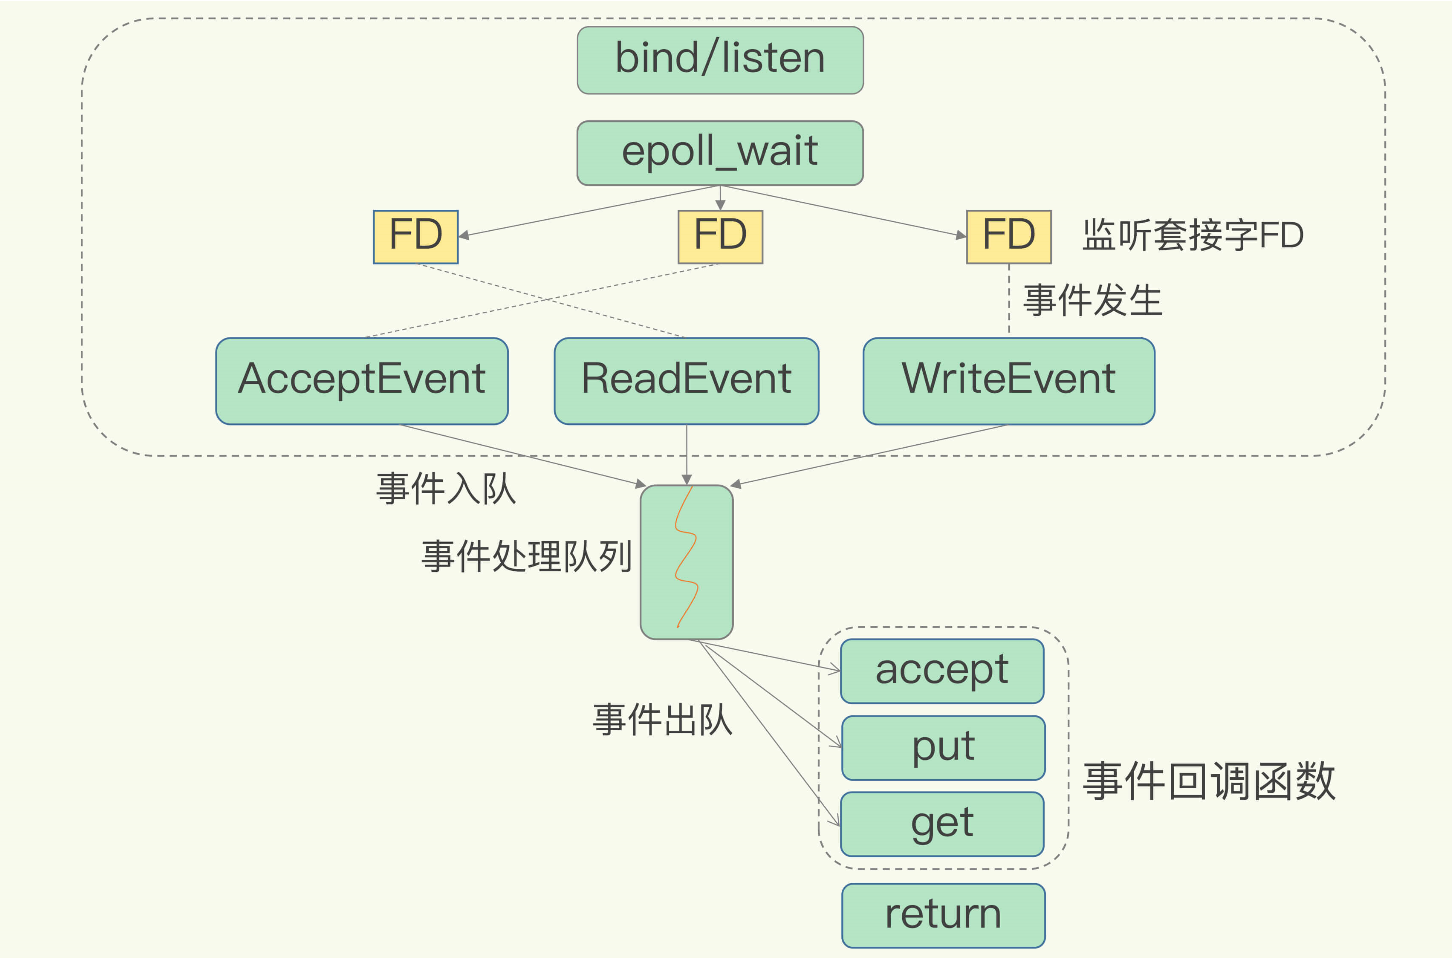 bind/listen
epoll_wait
FD
FD
FD
监听套接字FD
事件发生
AcceptEvent
ReadEvent
WriteEvent
事件入队
事件处理队列
事件出队
accept
put
get
事件回调函数
return